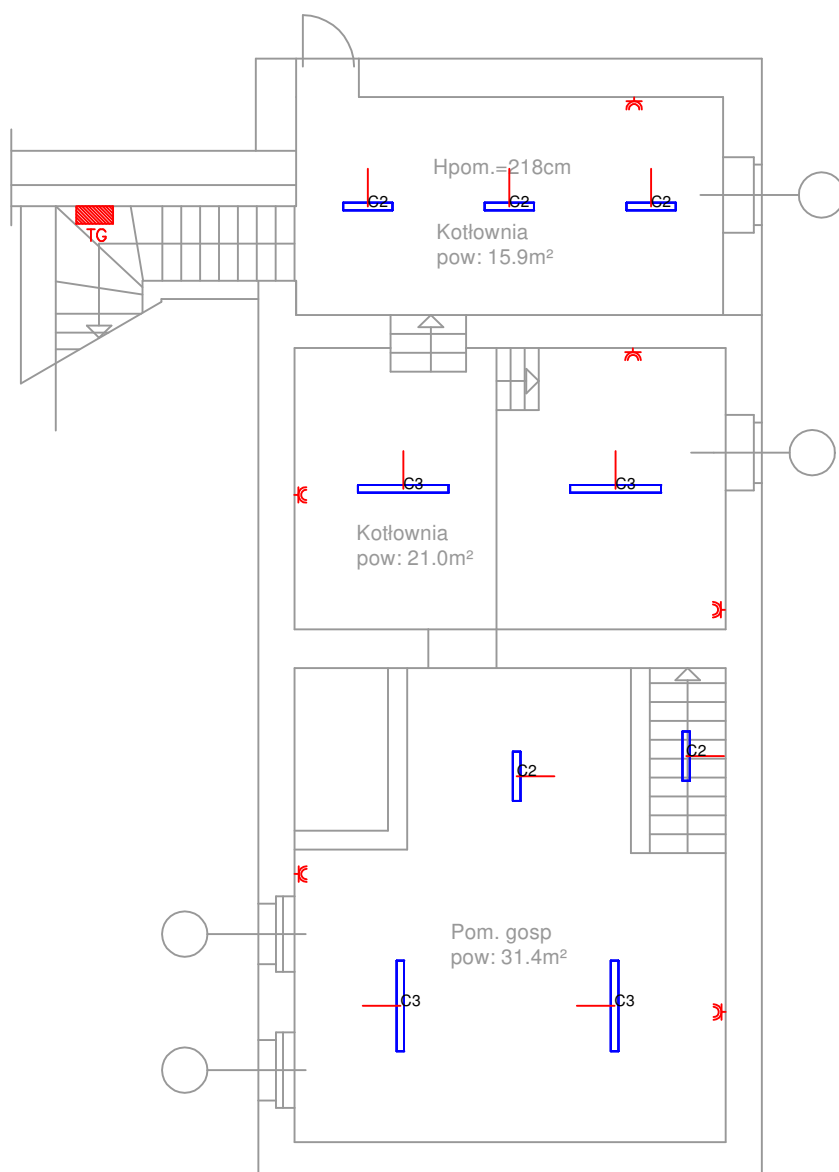 Hpom.=218cm
C2
C2
C2
TG
Kotłownia
pow: 15.9m²
C3
C3
Kotłownia
pow: 21.0m²
C2
C2
Pom. gosp
pow: 31.4m²
C3
C3